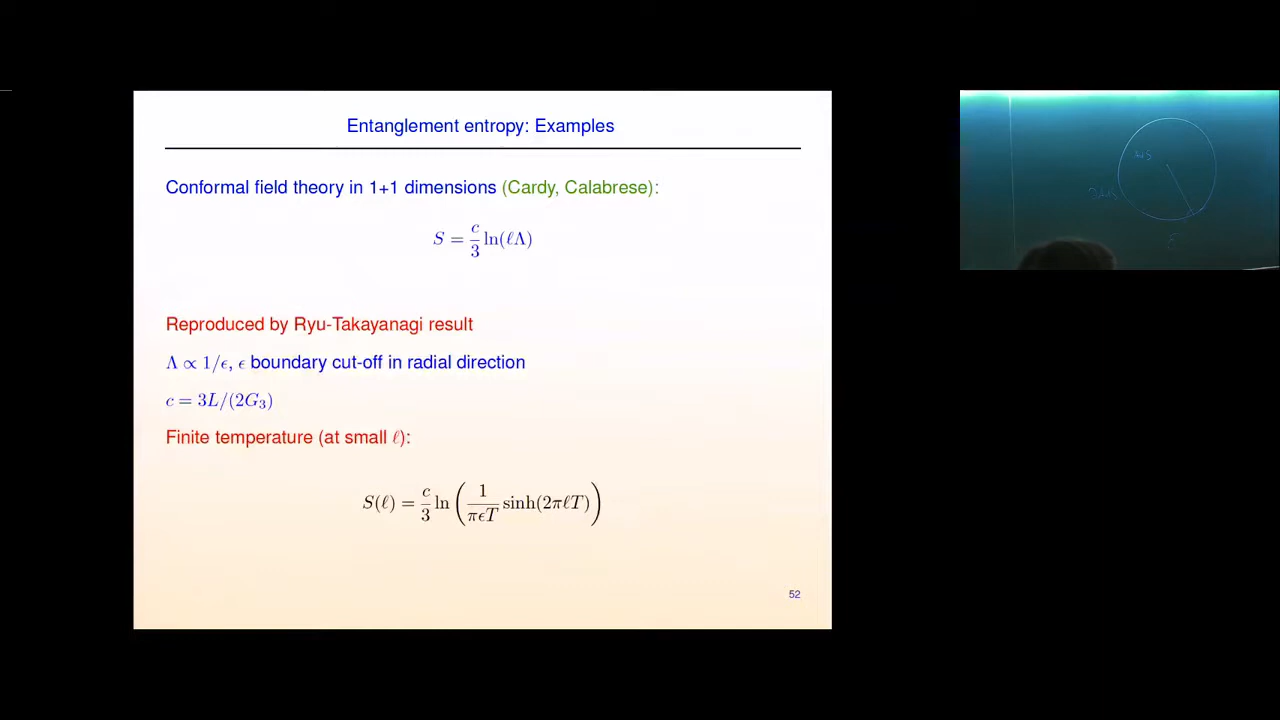 Entanglement entropy: Examples
Conformal field theory in 1+1 dimensions (Cardy, Calabrese):
S = c/3 ln(ℓΛ)
Reproduced by Ryu-Takayanagi result
Λ ∝ 1/ϵ, ϵ boundary cut-off in radial direction
c = 3L/(2G₃)
Finite temperature (at small ℓ):
S(ℓ) = c/3 ln (1/πϵT sinh(2πℓT))
52